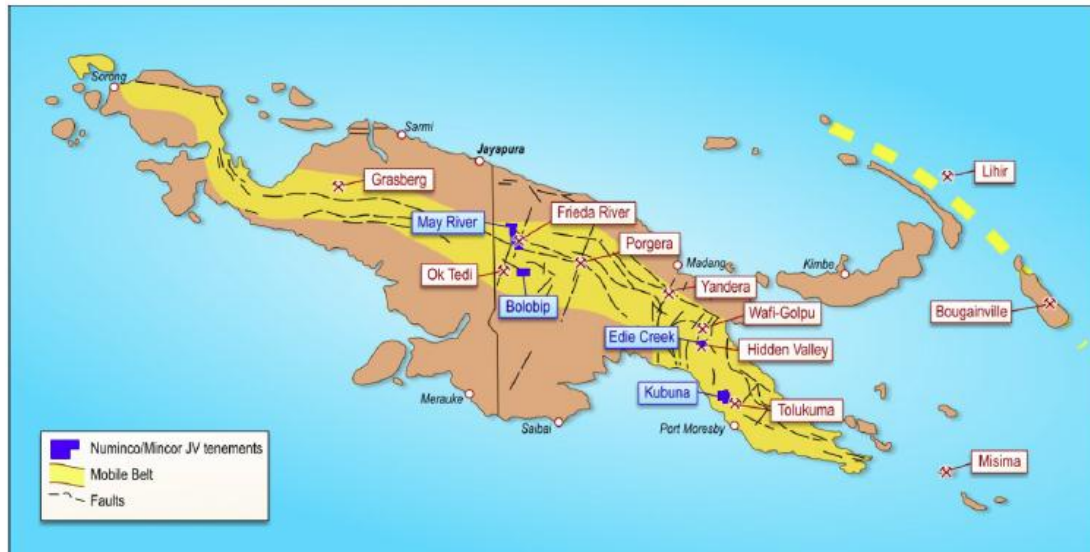 Sorong
Sarmi
Jayapura
Grasberg
Lihir
May River
Frieda River
Porgera
Madang
Kimbe
Ok Tedi
Yandera
Bolobip
Wafi-Golpu
Bougainville
Edie Creek
Hidden Valley
Merauke
Kubuna
Tolukuma
Saibai
Port Moresby
Misima
Numinco/Mincor JV tenements
Mobile Belt
Faults